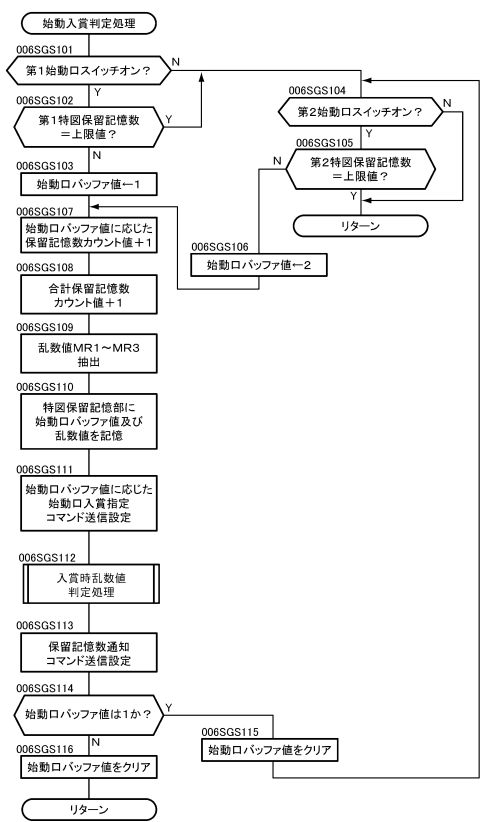 始動入賞判定処理
006SGS101
第1始動口スイッチオン？
N
Y
006SGS102
第1特図保留記憶数
＝上限値？
Y
N
006SGS103
始動口バッファ値←1
006SGS104
第2始動口スイッチオン？
N
Y
006SGS105
第2特図保留記憶数
＝上限値？
N
Y
リターン
006SGS106
始動口バッファ値←2
006SGS107
始動口バッファ値に応じた
保留記憶数カウント値＋1
006SGS108
合計保留記憶数
カウント値＋1
006SGS109
乱数値MR1～MR3
抽出
006SGS110
特図保留記憶部に
始動口バッファ値及び
乱数値を記憶
006SGS111
始動口バッファ値に応じた
始動口入賞指定
コマンド送信設定
006SGS112
入賞時乱数値
判定処理
006SGS113
保留記憶数通知
コマンド送信設定
006SGS114
始動口バッファ値は1か？
Y
N
006SGS115
始動口バッファ値をクリア
006SGS116
始動口バッファ値をクリア
リターン